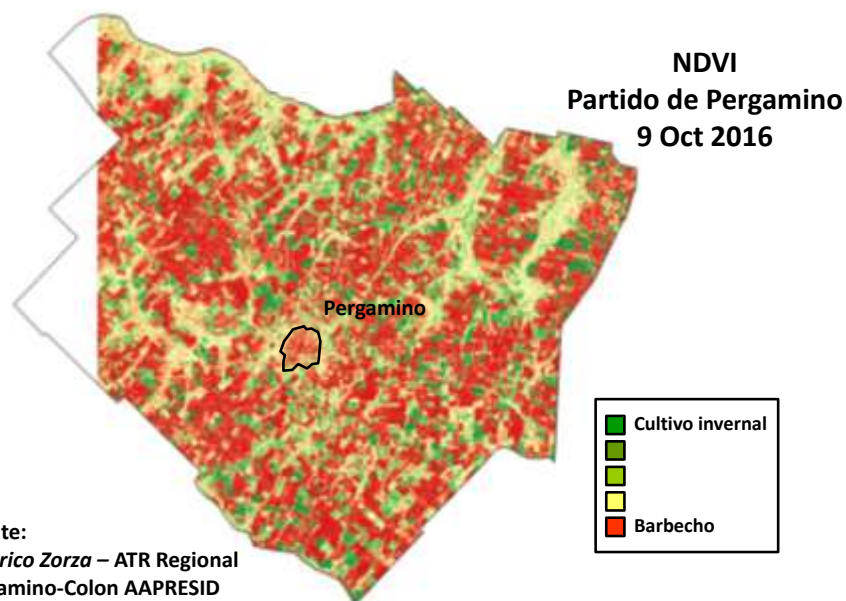 NDVI
Partido de Pergamino
9 Oct 2016
Pergamino
Cultivo invernal
Barbecho
te:
rico Zorza – ATR Regional
amino-Colon AAPRESID